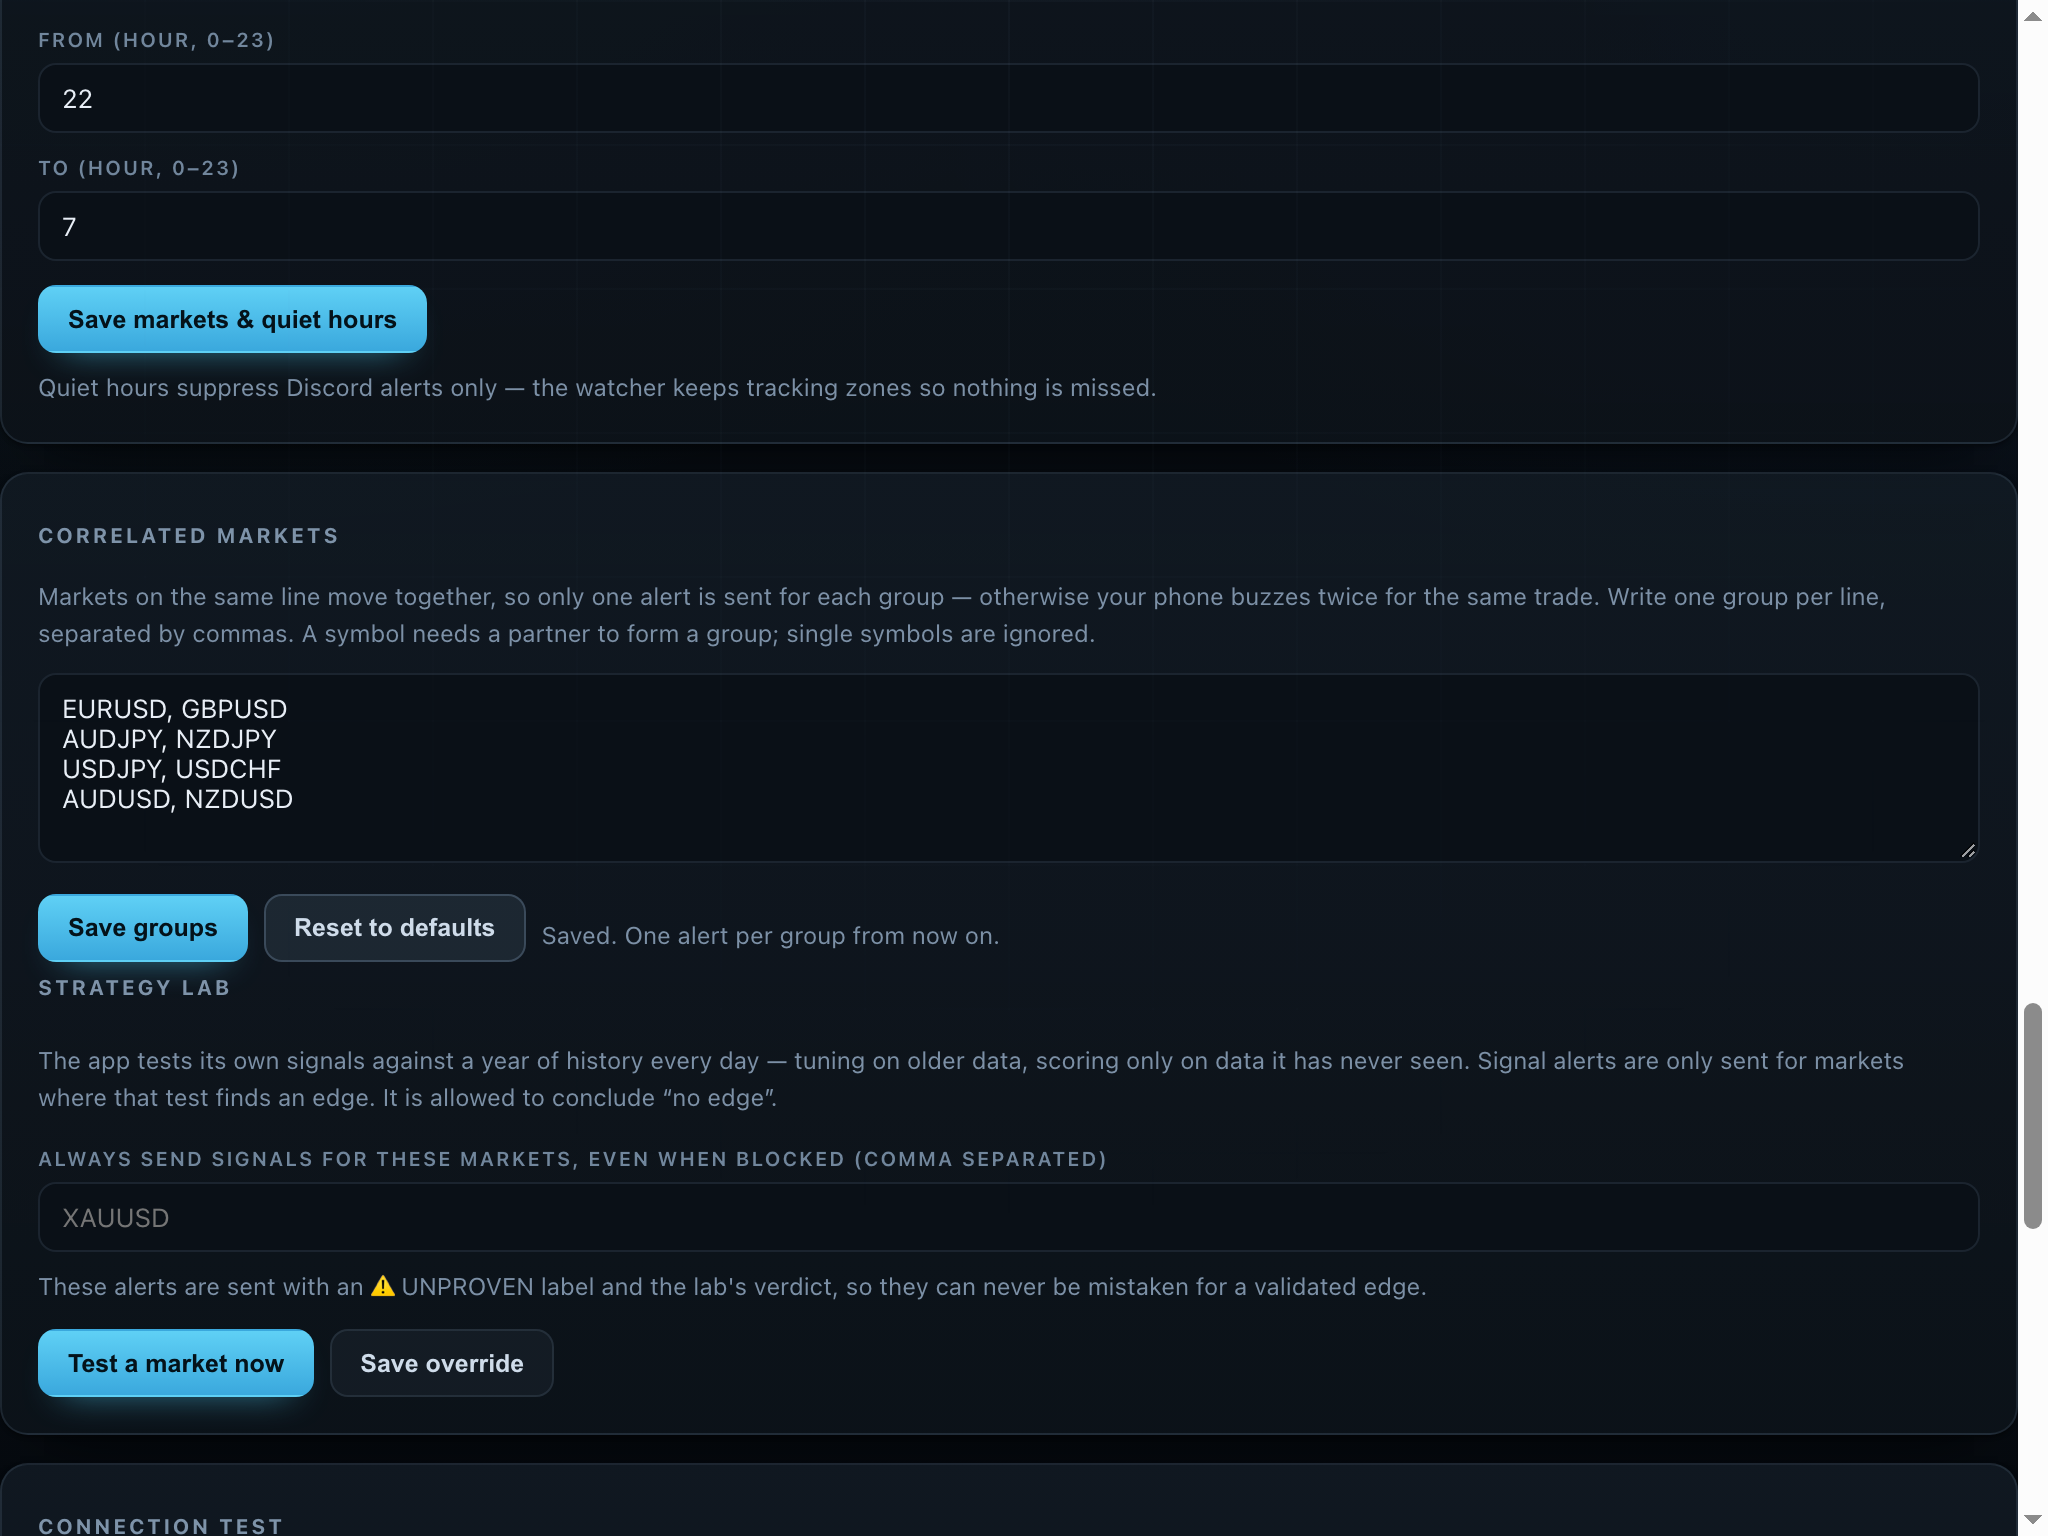 FROM (HOUR, 0–23)
22
TO (HOUR, 0–23)
7
Save markets & quiet hours
Quiet hours suppress Discord alerts only — the watcher keeps tracking zones so nothing is missed.
CORRELATED MARKETS
Markets on the same line move together, so only one alert is sent for each group — otherwise your phone buzzes twice for the same trade. Write one group per line,
separated by commas. A symbol needs a partner to form a group; single symbols are ignored.
EURUSD, GBPUSD
AUDJPY, NZDJPY
USDJPY, USDCHF
AUDUSD, NZDUSD
Save groups
Reset to defaults
Saved. One alert per group from now on.
STRATEGY LAB
The app tests its own signals against a year of history every day — tuning on older data, scoring only on data it has never seen. Signal alerts are only sent for markets
where that test finds an edge. It is allowed to conclude “no edge”.
ALWAYS SEND SIGNALS FOR THESE MARKETS, EVEN WHEN BLOCKED (COMMA SEPARATED)
XAUUSD
These alerts are sent with an ⚠️ UNPROVEN label and the lab's verdict, so they can never be mistaken for a validated edge.
Test a market now
Save override
CONNECTION TEST